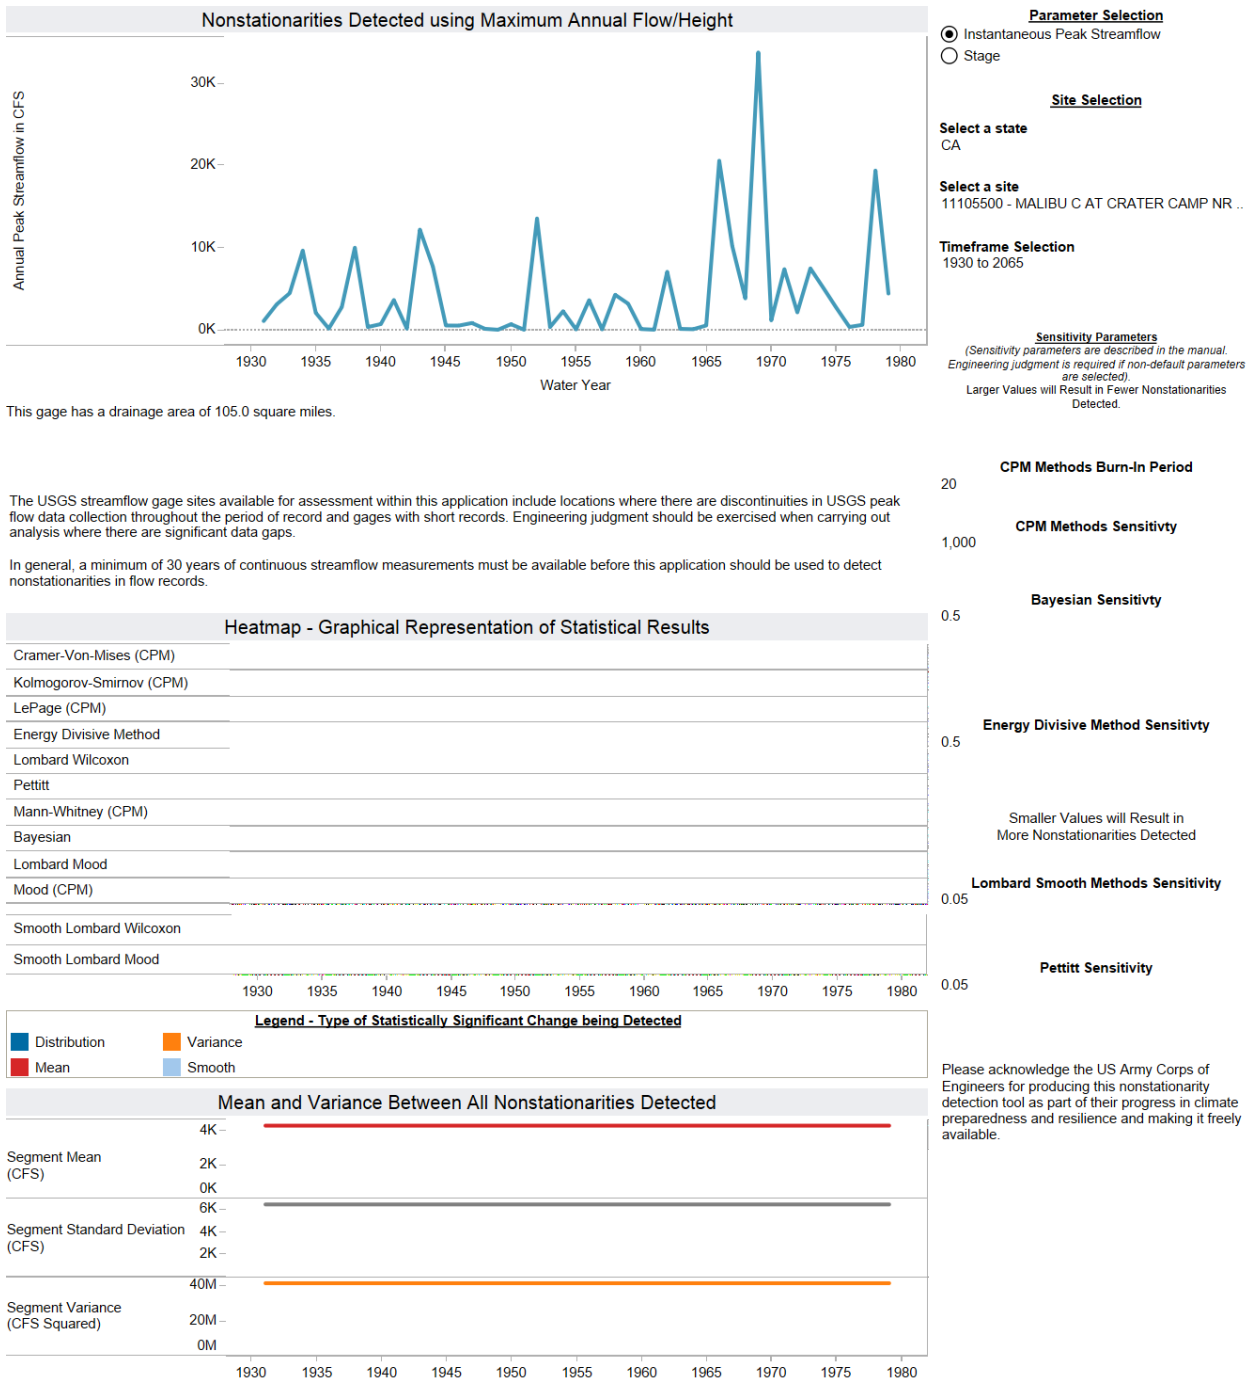 Nonstationarities Detected using Maximum Annual Flow/Height
Annual Peak Streamflow in CFS
30K
20K
10K
0K
1930 1935 1940 1945 1950 1955 1960 1965 1970 1975 1980
Water Year
This gage has a drainage area of 105.0 square miles.
The USGS streamflow gage sites available for assessment within this application include locations where there are discontinuities in USGS peak
flow data collection throughout the period of record and gages with short records. Engineering judgment should be exercised when carrying out
analysis where there are significant data gaps.
In general, a minimum of 30 years of continuous streamflow measurements must be available before this application should be used to detect
nonstationarities in flow records.
Heatmap - Graphical Representation of Statistical Results
Cramer-Von-Mises (CPM)
Kolmogorov-Smirnov (CPM)
LePage (CPM)
Energy Divisive Method
Lombard Wilcoxon
Pettitt
Mann-Whitney (CPM)
Bayesian
Lombard Mood
Mood (CPM)
Smooth Lombard Wilcoxon
Smooth Lombard Mood
1930 1935 1940 1945 1950 1955 1960 1965 1970 1975 1980
Legend - Type of Statistically Significant Change being Detected
Distribution Variance
Mean Smooth
Mean and Variance Between All Nonstationarities Detected
Segment Mean
(CFS)
4K
2K
0K
Segment Standard Deviation
(CFS)
6K
4K
2K
Segment Variance
(CFS Squared)
40M
20M
0M
1930 1935 1940 1945 1950 1955 1960 1965 1970 1975 1980
Parameter Selection
Instantaneous Peak Streamflow
Stage
Site Selection
Select a state
CA
Select a site
11105500 - MALIBU C AT CRATER CAMP NR ..
Timeframe Selection
1930 to 2065
Sensitivity Parameters
(Sensitivity parameters are described in the manual.
Engineering judgment is required if non-default parameters
are selected).
Larger Values will Result in Fewer Nonstationarities
Detected.
CPM Methods Burn-In Period
20
CPM Methods Sensitivty
1,000
Bayesian Sensitivty
0.5
Energy Divisive Method Sensitivty
0.5
Smaller Values will Result in
More Nonstationarities Detected
Lombard Smooth Methods Sensitivity
0.05
Pettitt Sensitivity
0.05
Please acknowledge the US Army Corps of
Engineers for producing this nonstationarity
detection tool as part of their progress in climate
preparedness and resilience and making it freely
available.